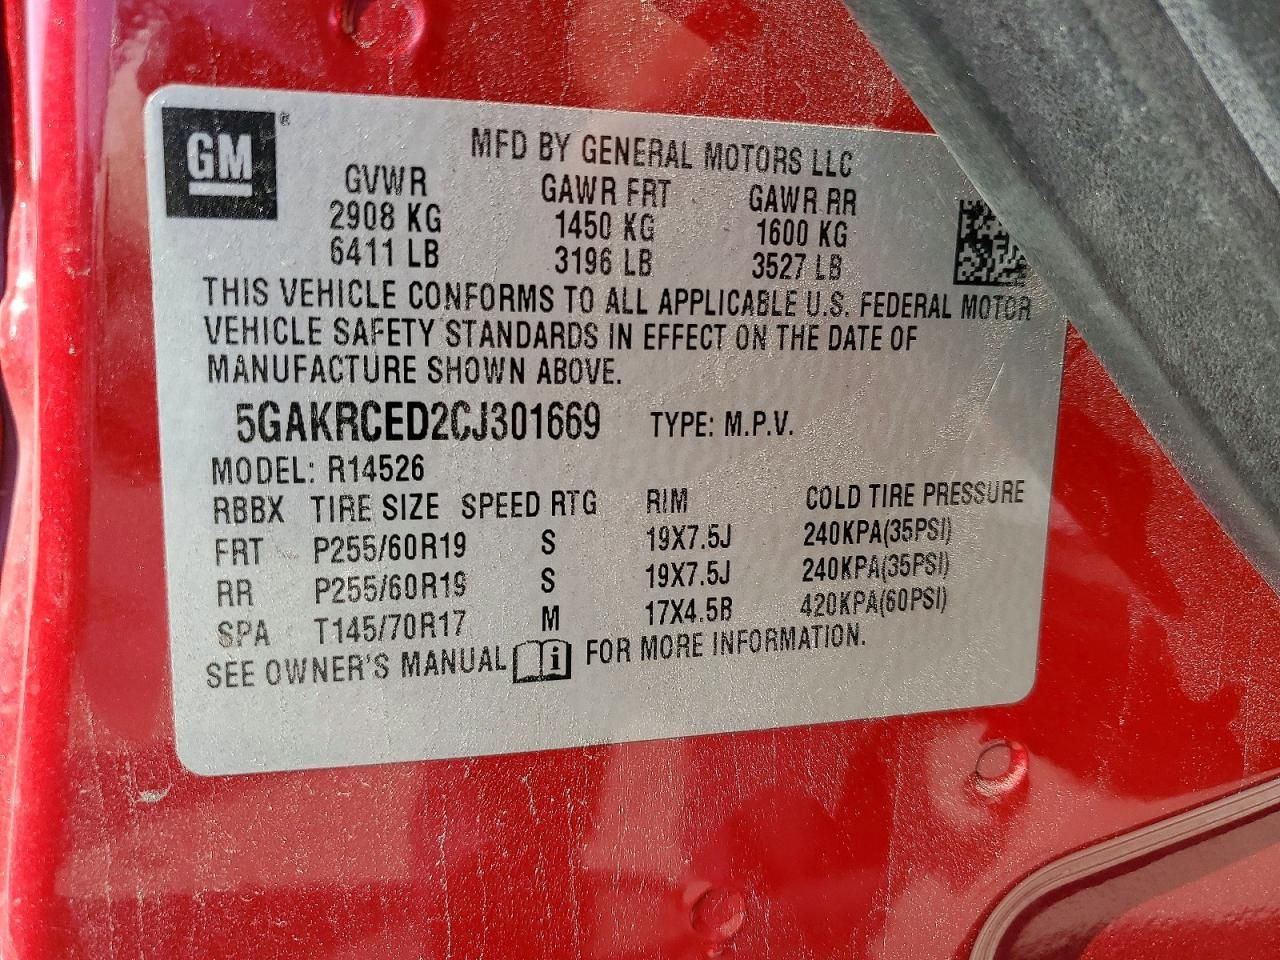 GM®
MFD BY GENERAL MOTORS LLC
GVWR GAWR FRT GAWR RR
2908 KG 1450 KG 1600 KG
6411 LB 3196 LB 3527 LB
THIS VEHICLE CONFORMS TO ALL APPLICABLE U.S. FEDERAL MOTOR
VEHICLE SAFETY STANDARDS IN EFFECT ON THE DATE OF
MANUFACTURE SHOWN ABOVE.
5GAKRCED2CJ301669 TYPE: M.P.V.
MODEL: R14526
RBBX TIRE SIZE SPEED RTG RIM COLD TIRE PRESSURE
FRT P255/60R19 S 19X7.5J 240KPA(35PSI)
RR P255/60R19 S 19X7.5J 240KPA(35PSI)
SPA T145/70R17 M 17X4.5B 420KPA(60PSI)
SEE OWNER'S MANUAL i FOR MORE INFORMATION.